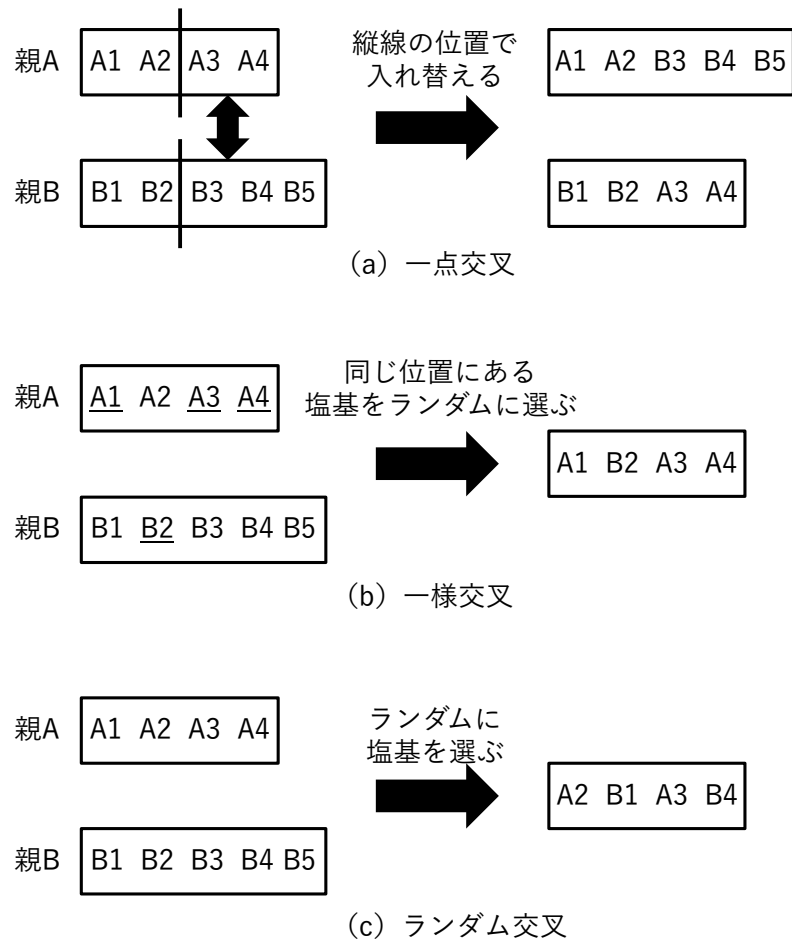 親A A1 A2 A3 A4
縦線の位置で
入れ替える
A1 A2 B3 B4 B5
親B B1 B2 B3 B4 B5
B1 B2 A3 A4
（a）一点交叉
親A A1 A2 A3 A4
同じ位置にある
塩基をランダムに選ぶ
A1 B2 A3 A4
親B B1 B2 B3 B4 B5
（b）一様交叉
親A A1 A2 A3 A4
ランダムに
塩基を選ぶ
A2 B1 A3 B4
親B B1 B2 B3 B4 B5
（c）ランダム交叉